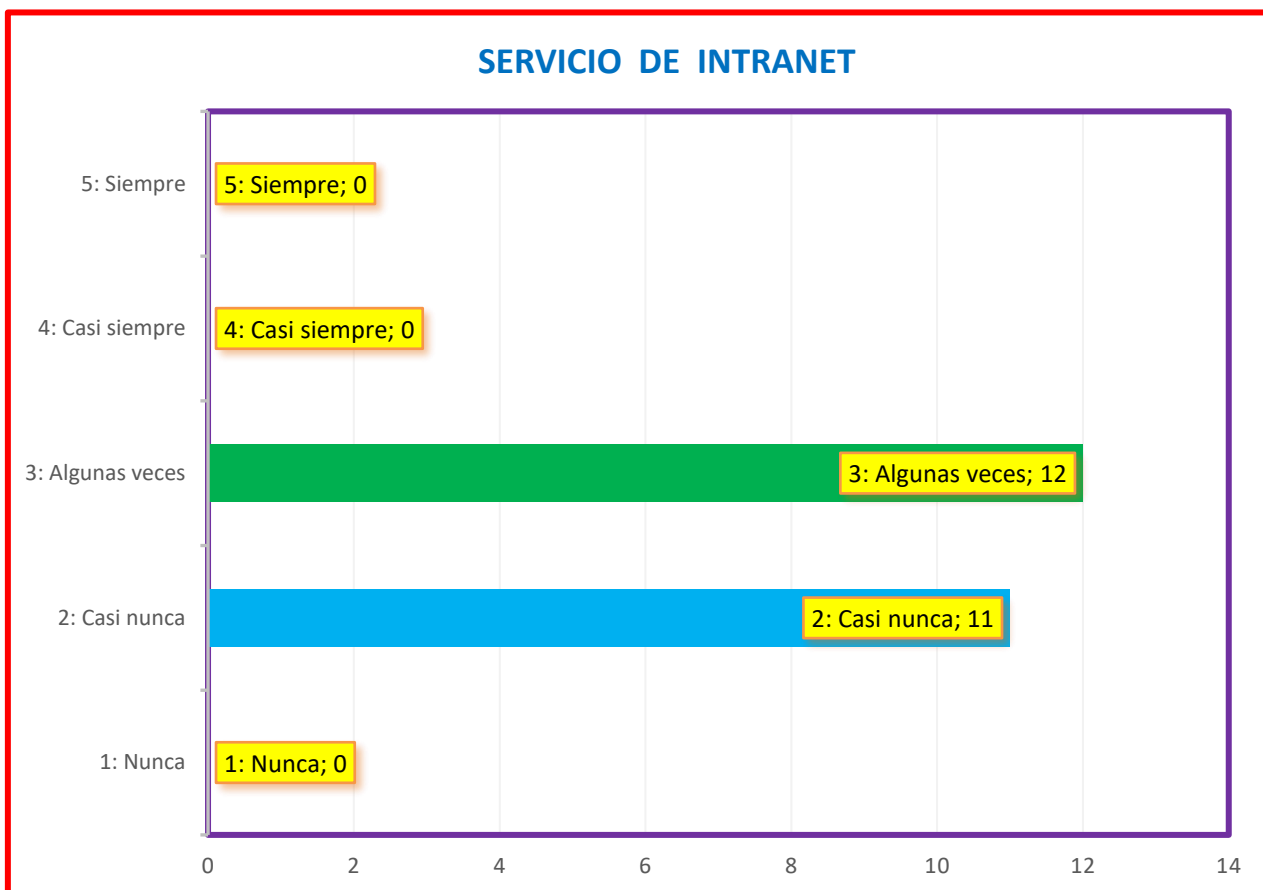 SERVICIO DE INTRANET
5: Siempre
5: Siempre; 0
4: Casi siempre
4: Casi siempre; 0
3: Algunas veces
3: Algunas veces; 12
2: Casi nunca
2: Casi nunca; 11
1: Nunca
1: Nunca; 0
0 2 4 6 8 10 12 14